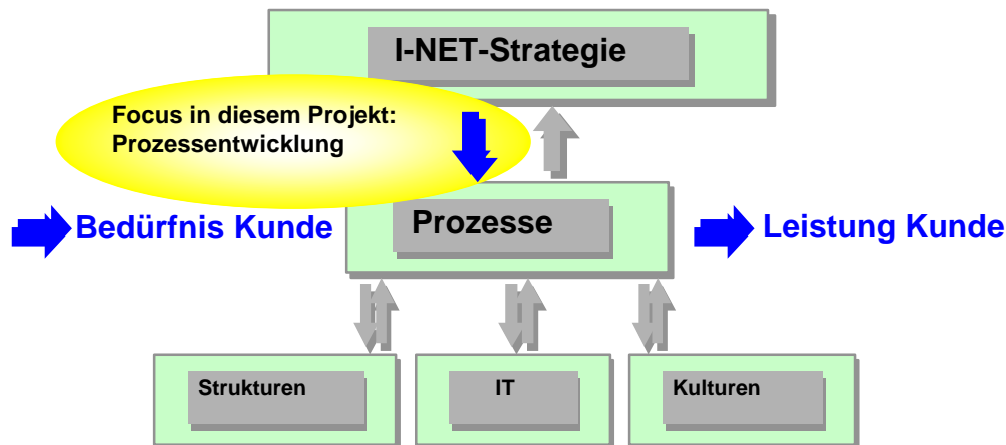 I-NET-Strategie
Focus in diesem Projekt:
Prozessentwicklung
Bedürfnis Kunde
Prozesse
Leistung Kunde
Strukturen
IT
Kulturen